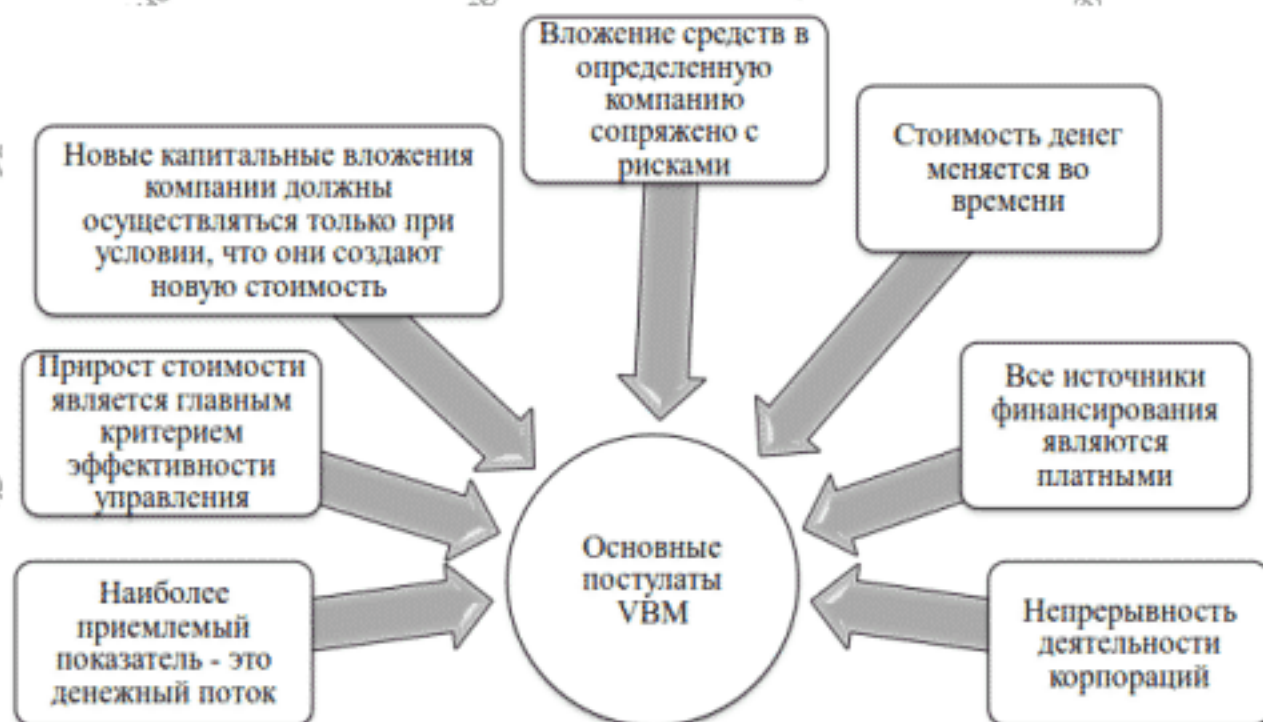 Вложение средств в
определенную
компанию
сопряжено с
рисками
Стоимость денег
меняется во
времени
Новые капитальные вложения
компании должны
осуществляться только при
условии, что они создают
новую стоимость
Прирост стоимости
является главным
критерием
эффективности
управления
Все источники
финансирования
являются
платными
Наиболее
приемлемый
показатель - это
денежный поток
Основные
постулаты
VBM
Непрерывность
деятельности
корпораций